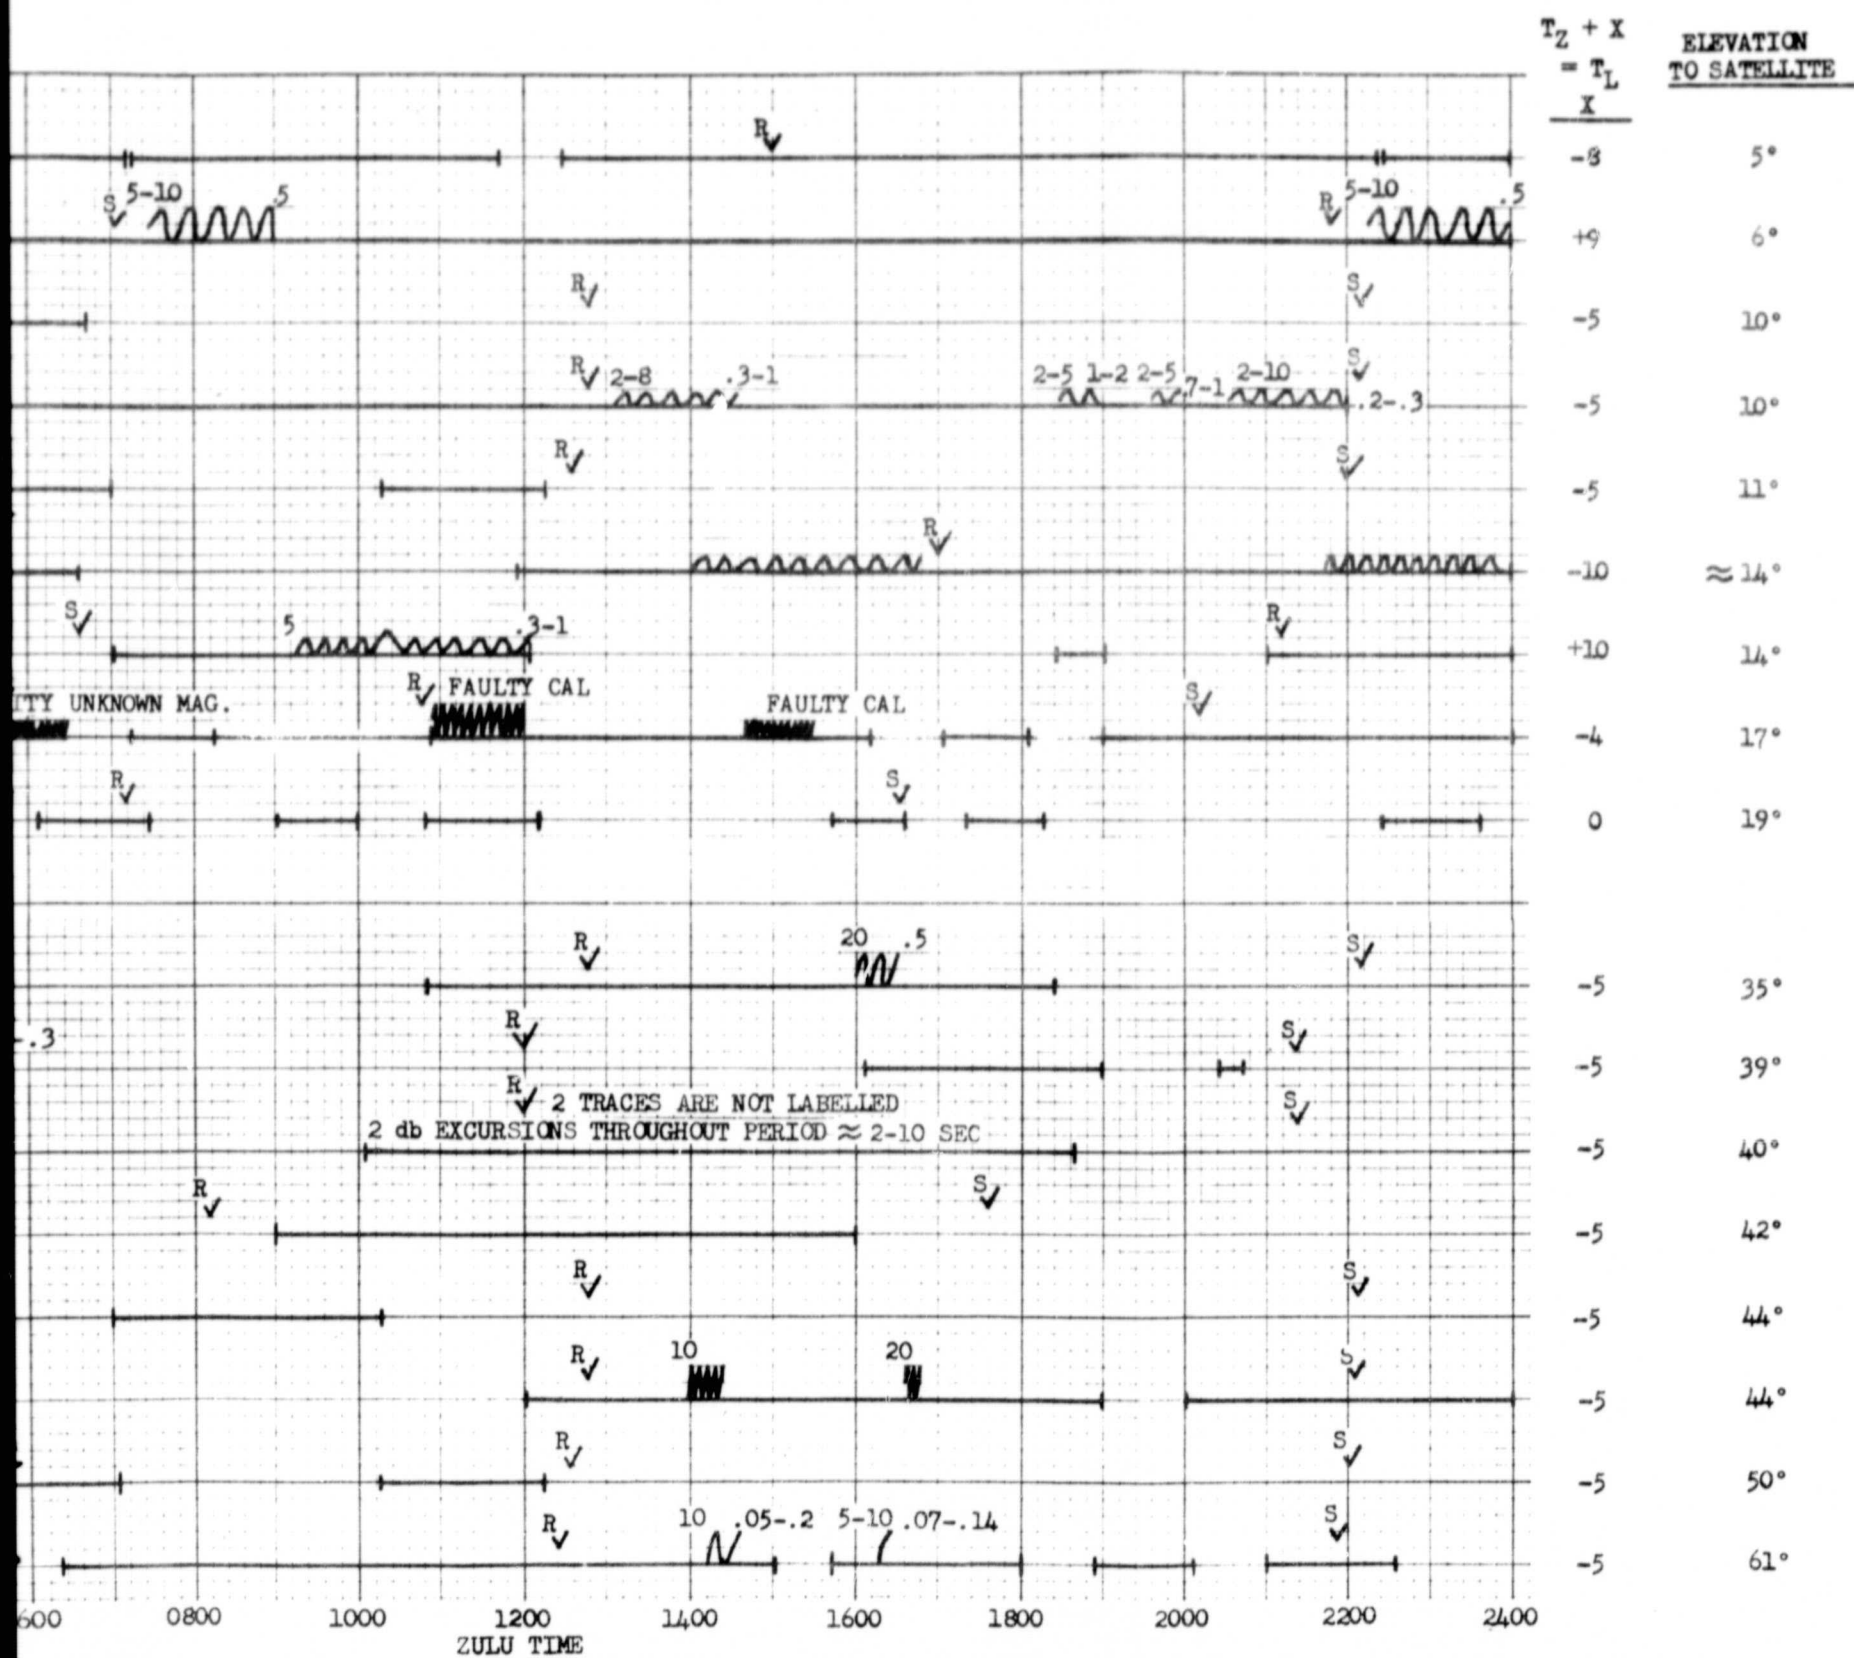 T_Z + X
= T_L
X
ELEVATION
TO SATELLITE
R
-8 5°
S 5-10 .5 R 5-10 .5
+9 6°
R S
-5 10°
R 2-8 .3-1 2-5 1-2 2-5 .7-1 2-10 S .2-.3
-5 10°
R S
-5 11°
R
-10 ≈ 14°
S 5 .3-1 R
+10 14°
ITY UNKNOWN MAG. R FAULTY CAL FAULTY CAL S
-4 17°
R S
0 19°
R 20 .5 S
-5 35°
-.3 R S
-5 39°
R 2 TRACES ARE NOT LABELLED S
2 db EXCURSIONS THROUGHOUT PERIOD ≈ 2-10 SEC
-5 40°
R S
-5 42°
R S
-5 44°
R 10 20 S
-5 44°
R S
-5 50°
R 10 .05-.2 5-10 .07-.14 S
-5 61°
600 0800 1000 1200 1400 1600 1800 2000 2200 2400
ZULU TIME